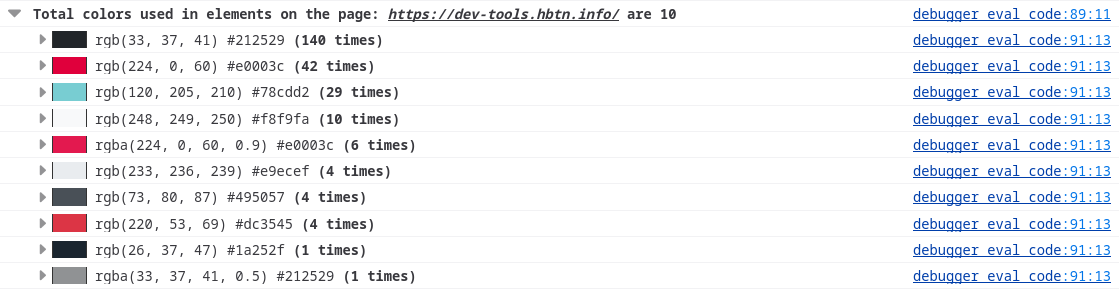 Total colors used in elements on the page: https://dev-tools.hbtn.info/ are 10 debugger eval code:89:11
rgb(33, 37, 41) #212529 (140 times) debugger eval code:91:13
rgb(224, 0, 60) #e0003c (42 times) debugger eval code:91:13
rgb(120, 205, 210) #78cdd2 (29 times) debugger eval code:91:13
rgb(248, 249, 250) #f8f9fa (10 times) debugger eval code:91:13
rgba(224, 0, 60, 0.9) #e0003c (6 times) debugger eval code:91:13
rgb(233, 236, 239) #e9ecef (4 times) debugger eval code:91:13
rgb(73, 80, 87) #495057 (4 times) debugger eval code:91:13
rgb(220, 53, 69) #dc3545 (4 times) debugger eval code:91:13
rgb(26, 37, 47) #1a252f (1 times) debugger eval code:91:13
rgba(33, 37, 41, 0.5) #212529 (1 times) debugger eval code:91:13